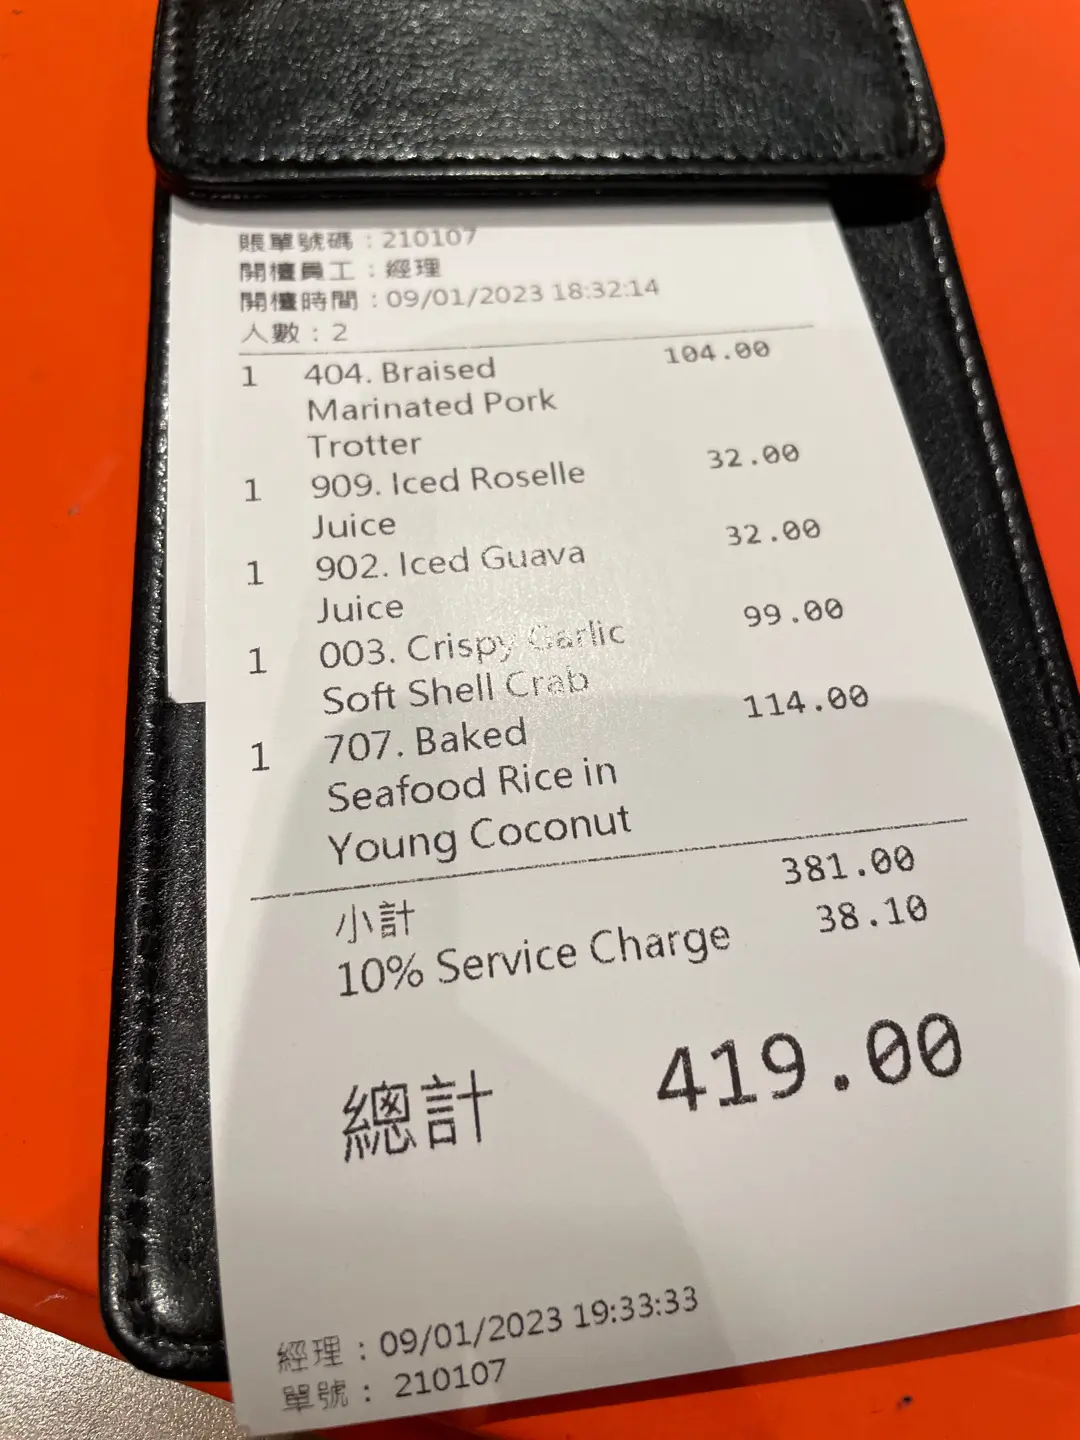 賬單號碼：210107
開檯員工：經理
開檯時間：09/01/2023 18:32:14
人數：2
1 404. Braised 104.00
Marinated Pork
Trotter
1 909. Iced Roselle 32.00
Juice
1 902. Iced Guava 32.00
Juice
1 003. Crispy Garlic 99.00
Soft Shell Crab
1 707. Baked 114.00
Seafood Rice in
Young Coconut
小計 381.00
10% Service Charge 38.10
總計 419.00
經理：09/01/2023 19:33:33
單號：210107